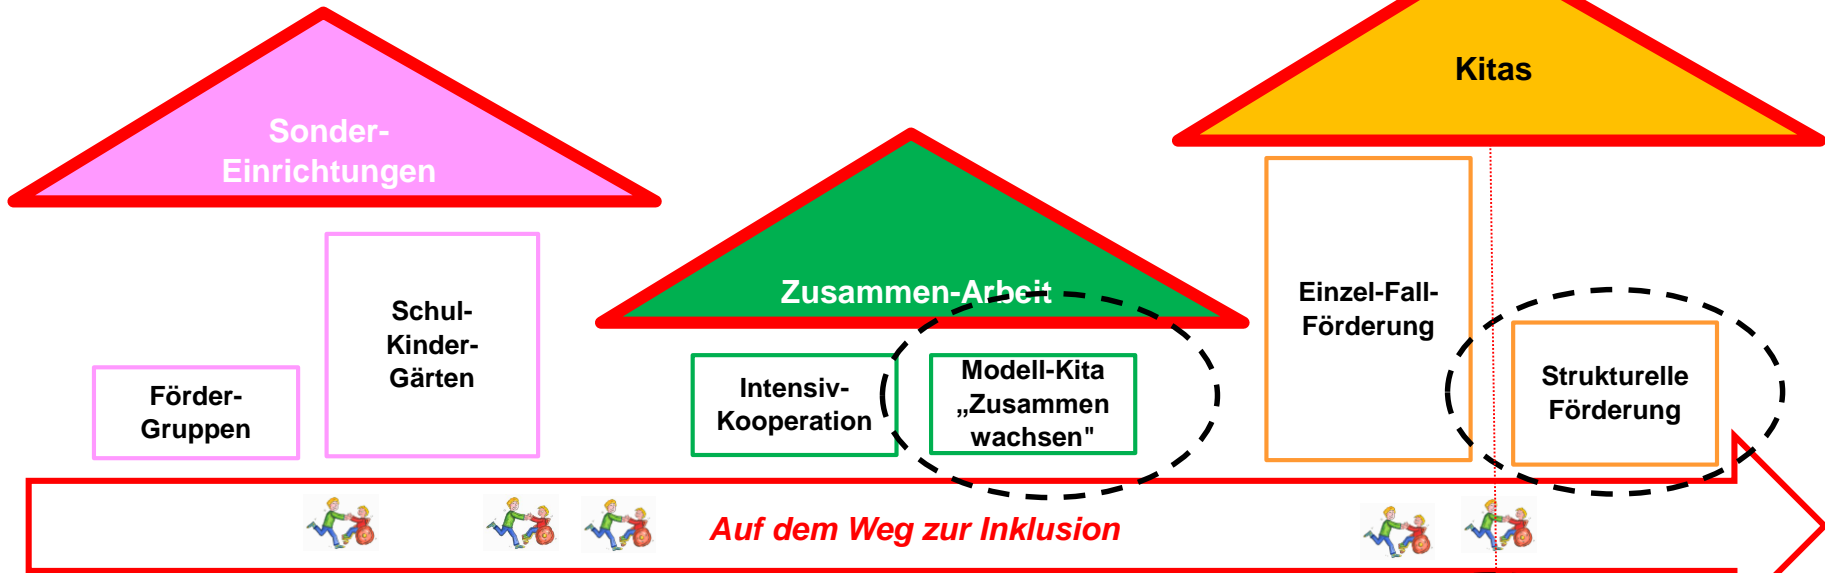 Sonder-
Einrichtungen
Förder-
Gruppen
Schul-
Kinder-
Gärten
Zusammen-Arbeit
Intensiv-
Kooperation
Modell-Kita
„Zusammen
wachsen"
Kitas
Einzel-Fall-
Förderung
Strukturelle
Förderung
Auf dem Weg zur Inklusion